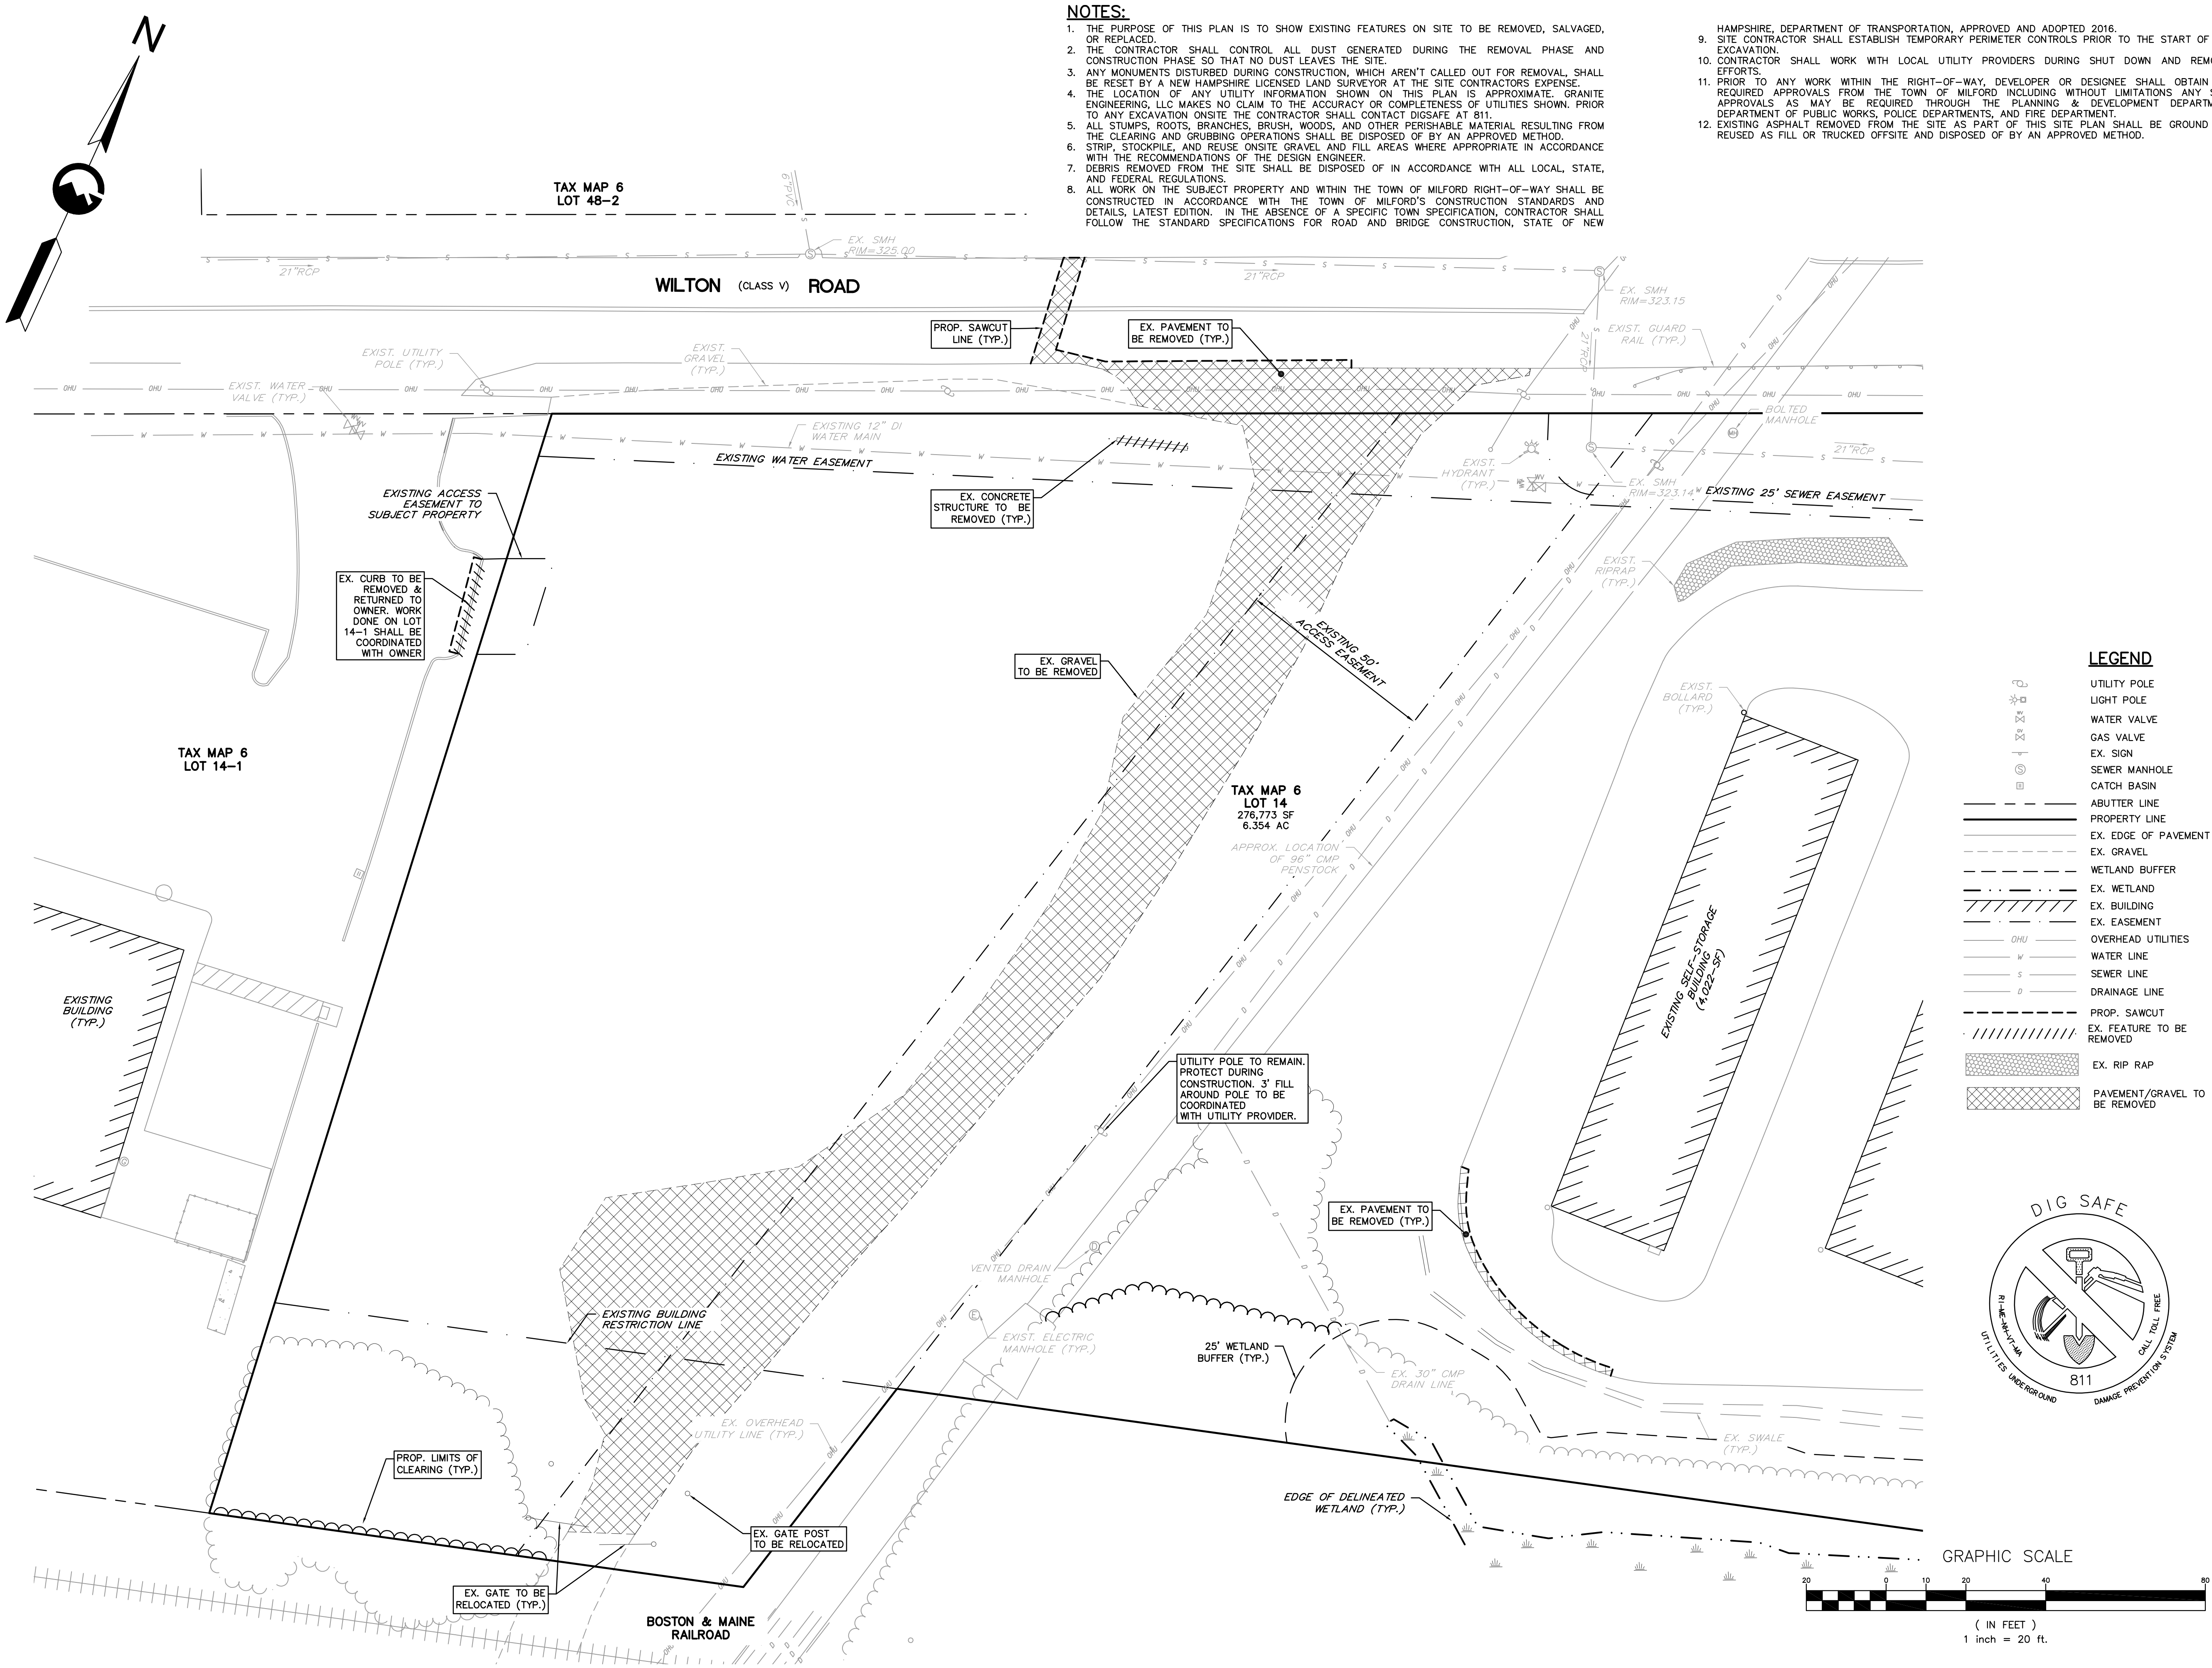 NOTES:
1. THE PURPOSE OF THIS PLAN IS TO SHOW EXISTING FEATURES ON SITE TO BE REMOVED, SALVAGED,
OR REPLACED.
2. THE CONTRACTOR SHALL CONTROL ALL DUST GENERATED DURING THE REMOVAL PHASE AND
CONSTRUCTION PHASE SO THAT NO DUST LEAVES THE SITE.
3. ANY MONUMENTS DISTURBED DURING CONSTRUCTION, WHICH AREN'T CALLED OUT FOR REMOVAL, SHALL
BE RESET BY A NEW HAMPSHIRE LICENSED LAND SURVEYOR AT THE SITE CONTRACTORS EXPENSE.
4. THE LOCATION OF ANY UTILITY INFORMATION SHOWN ON THIS PLAN IS APPROXIMATE. GRANITE
ENGINEERING, LLC MAKES NO CLAIM TO THE ACCURACY OR COMPLETENESS OF UTILITIES SHOWN. PRIOR
TO ANY EXCAVATION ONSITE THE CONTRACTOR SHALL CONTACT DIGSAFE AT 811.
5. ALL STUMPS, ROOTS, BRANCHES, BRUSH, WOODS, AND OTHER PERISHABLE MATERIAL RESULTING FROM
THE CLEARING AND GRUBBING OPERATIONS SHALL BE DISPOSED OF BY AN APPROVED METHOD.
6. STRIP, STOCKPILE, AND REUSE ONSITE GRAVEL AND FILL AREAS WHERE APPROPRIATE IN ACCORDANCE
WITH THE RECOMMENDATIONS OF THE DESIGN ENGINEER.
7. DEBRIS REMOVED FROM THE SITE SHALL BE DISPOSED OF IN ACCORDANCE WITH ALL LOCAL, STATE,
AND FEDERAL REGULATIONS.
8. ALL WORK ON THE SUBJECT PROPERTY AND WITHIN THE TOWN OF MILFORD RIGHT-OF-WAY SHALL BE
CONSTRUCTED IN ACCORDANCE WITH THE TOWN OF MILFORD'S CONSTRUCTION STANDARDS AND
DETAILS, LATEST EDITION. IN THE ABSENCE OF A SPECIFIC TOWN SPECIFICATION, CONTRACTOR SHALL
FOLLOW THE STANDARD SPECIFICATIONS FOR ROAD AND BRIDGE CONSTRUCTION, STATE OF NEW
HAMPSHIRE, DEPARTMENT OF TRANSPORTATION, APPROVED AND ADOPTED 2016.
9. SITE CONTRACTOR SHALL ESTABLISH TEMPORARY PERIMETER CONTROLS PRIOR TO THE START OF
EXCAVATION.
10. CONTRACTOR SHALL WORK WITH LOCAL UTILITY PROVIDERS DURING SHUT DOWN AND
EFFORTS.
11. PRIOR TO ANY WORK WITHIN THE RIGHT-OF-WAY, DEVELOPER OR DESIGNEE SHALL OBTAIN
REQUIRED APPROVALS FROM THE TOWN OF MILFORD INCLUDING WITHOUT LIMITATIONS ANY
APPROVALS AS MAY BE REQUIRED THROUGH THE PLANNING & DEVELOPMENT
DEPARTMENT OF PUBLIC WORKS, POLICE DEPARTMENTS, AND FIRE DEPARTMENT.
12. EXISTING ASPHALT REMOVED FROM THE SITE AS PART OF THIS SITE PLAN SHALL BE GROUND
REUSED AS FILL OR TRUCKED OFFSITE AND DISPOSED OF BY AN APPROVED METHOD.
N
TAX MAP 6
LOT 48-2
6"PVC
EX. SMH
RIM=325.00
21"RCP
WILTON (CLASS V) ROAD
21"RCP
EX. SMH
RIM=323.15
PROP. SAWCUT
LINE (TYP.)
EX. PAVEMENT TO
BE REMOVED (TYP.)
21"RCP
EXIST. GUARD
RAIL (TYP.)
EXIST. UTILITY
POLE (TYP.)
EXIST.
GRAVEL
(TYP.)
EXIST. WATER
VALVE (TYP.)
BOLTED
MANHOLE
EXISTING 12" DI
WATER MAIN
21"RCP
EXISTING WATER EASEMENT
EXIST.
HYDRANT
(TYP.)
EX. SMH
RIM=323.14
EXISTING 25' SEWER EASEMENT
EXISTING ACCESS
EASEMENT TO
SUBJECT PROPERTY
EX. CONCRETE
STRUCTURE TO BE
REMOVED (TYP.)
EX. CURB TO BE
REMOVED &
RETURNED TO
OWNER. WORK
DONE ON LOT
14-1 SHALL BE
COORDINATED
WITH OWNER
EXIST.
RIPRAP
(TYP.)
EXISTING 50'
ACCESS EASEMENT
EX. GRAVEL
TO BE REMOVED
EXIST.
BOLLARD
(TYP.)
TAX MAP 6
LOT 14-1
TAX MAP 6
LOT 14
276,773 SF
6.354 AC
APPROX. LOCATION
OF 96" CMP
PENSTOCK
EXISTING SELF-STORAGE
BUILDING
(4,022-SF)
EXISTING
BUILDING
(TYP.)
UTILITY POLE TO REMAIN.
PROTECT DURING
CONSTRUCTION. 3' FILL
AROUND POLE TO BE
COORDINATED
WITH UTILITY PROVIDER.
EX. PAVEMENT TO
BE REMOVED (TYP.)
VENTED DRAIN
MANHOLE
EXISTING BUILDING
RESTRICTION LINE
EXIST. ELECTRIC
MANHOLE (TYP.)
25' WETLAND
BUFFER (TYP.)
EX. 30" CMP
DRAIN LINE
EX. OVERHEAD
UTILITY LINE (TYP.)
EX. SWALE
(TYP.)
PROP. LIMITS OF
CLEARING (TYP.)
EDGE OF DELINEATED
WETLAND (TYP.)
EX. GATE POST
TO BE RELOCATED
EX. GATE TO BE
RELOCATED (TYP.)
BOSTON & MAINE
RAILROAD
LEGEND
UTILITY POLE
LIGHT POLE
WATER VALVE
GAS VALVE
EX. SIGN
SEWER MANHOLE
CATCH BASIN
ABUTTER LINE
PROPERTY LINE
EX. EDGE OF PAVEMENT
EX. GRAVEL
WETLAND BUFFER
EX. WETLAND
EX. BUILDING
EX. EASEMENT
OHU OVERHEAD UTILITIES
W WATER LINE
S SEWER LINE
D DRAINAGE LINE
PROP. SAWCUT
EX. FEATURE TO BE
REMOVED
EX. RIP RAP
PAVEMENT/GRAVEL TO
BE REMOVED
DIG SAFE
RI-ME-NH-VT-MA
CALL TOLL FREE
811
UTILITIES UNDERGROUND
DAMAGE PREVENTION SYSTEM
GRAPHIC SCALE
20 0 10 20 40 80
( IN FEET )
1 inch = 20 ft.